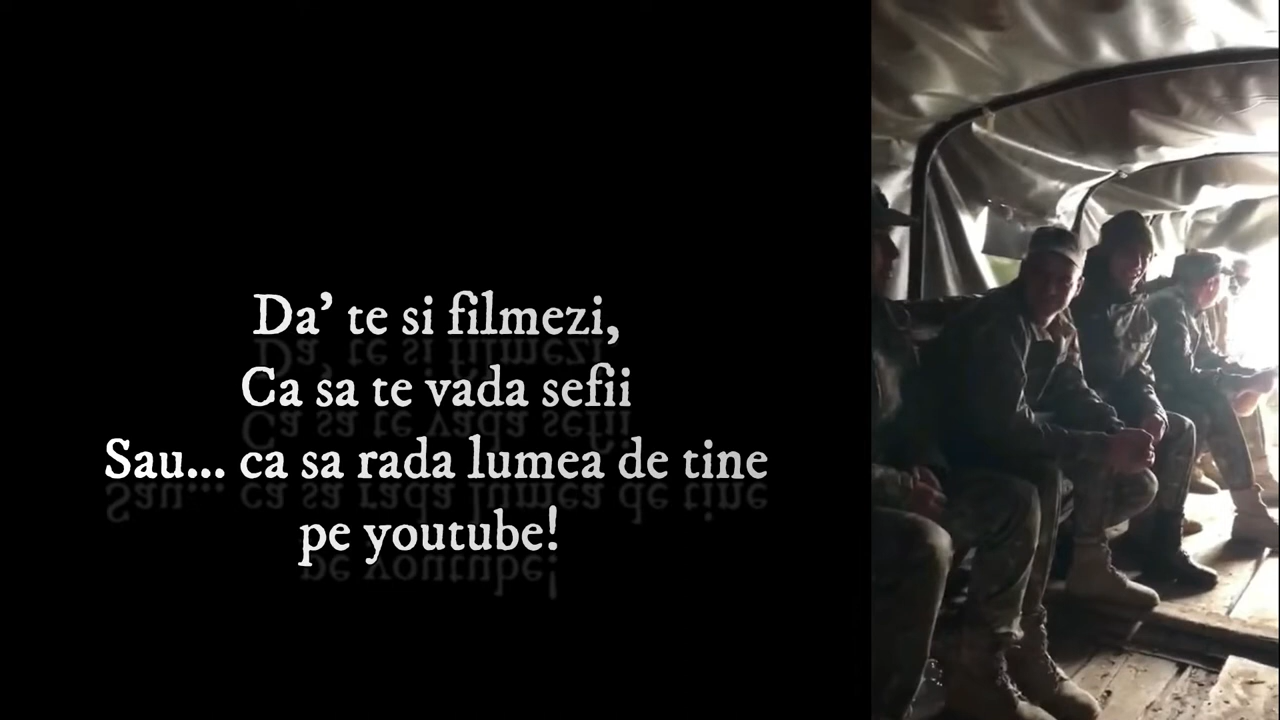 Da’ te si filmezi,
Ca sa te vada sefii
Sau... ca sa rada lumea de tine
pe youtube!